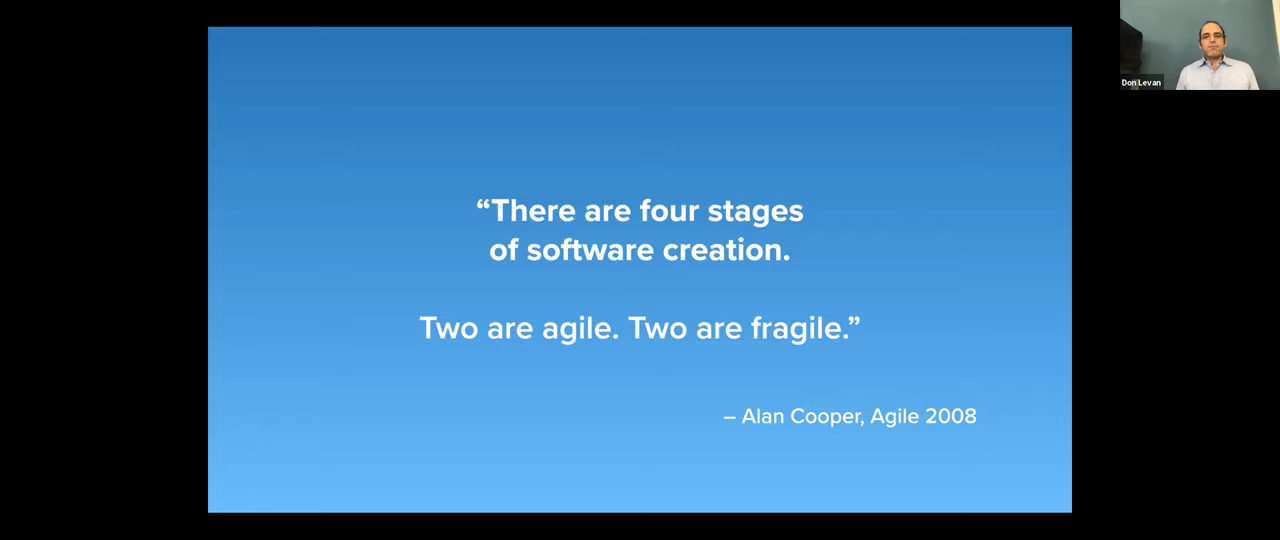 “There are four stages
of software creation.
Two are agile. Two are fragile.”
– Alan Cooper, Agile 2008
Don Levan